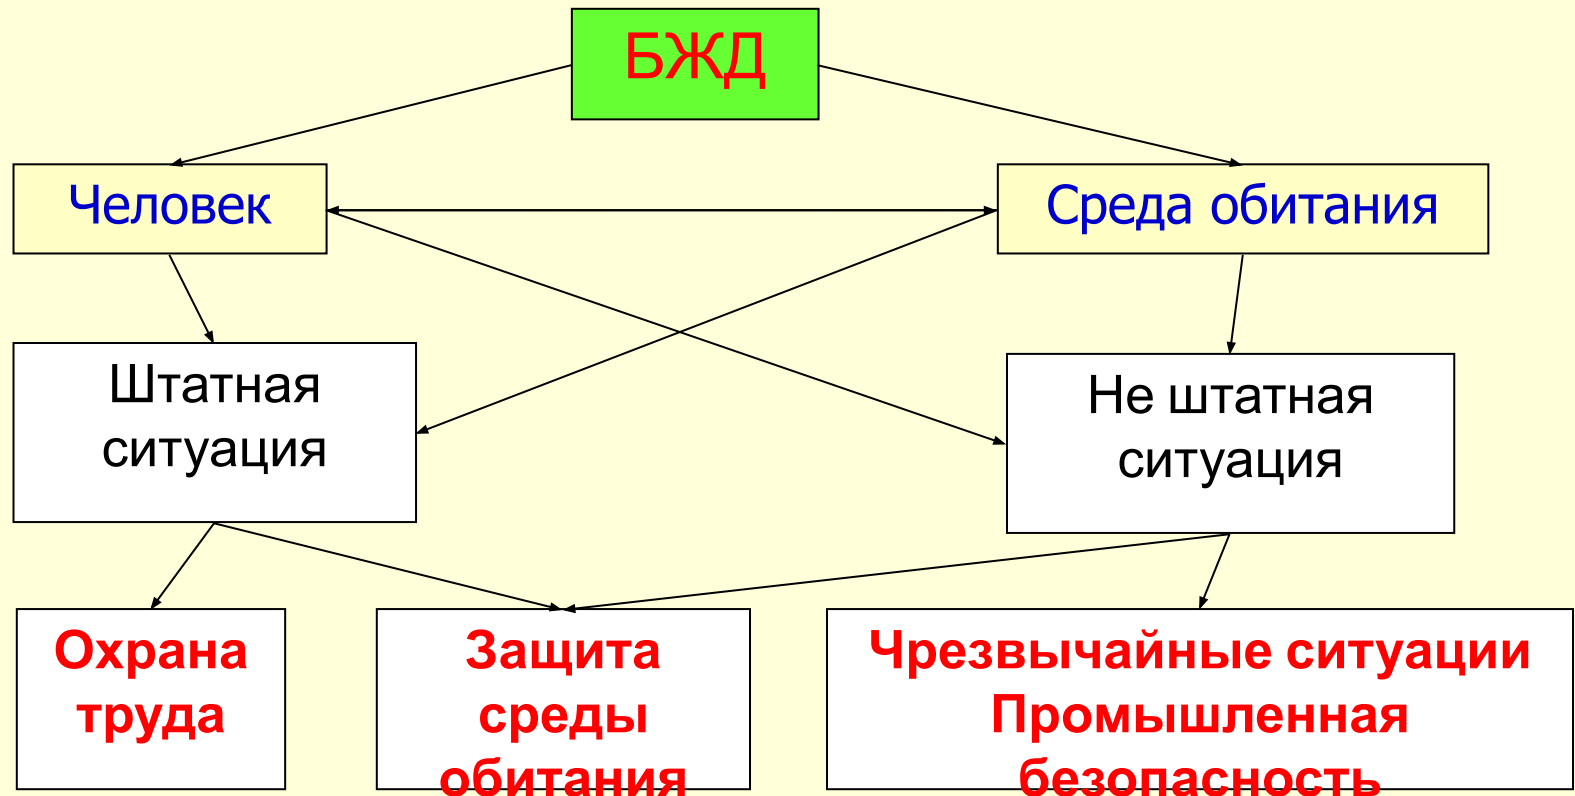 БЖД
Человек
Среда обитания
Штатная
ситуация
Не штатная
ситуация
Охрана
труда
Защита
среды
обитания
Чрезвычайные ситуации
Промышленная
безопасность